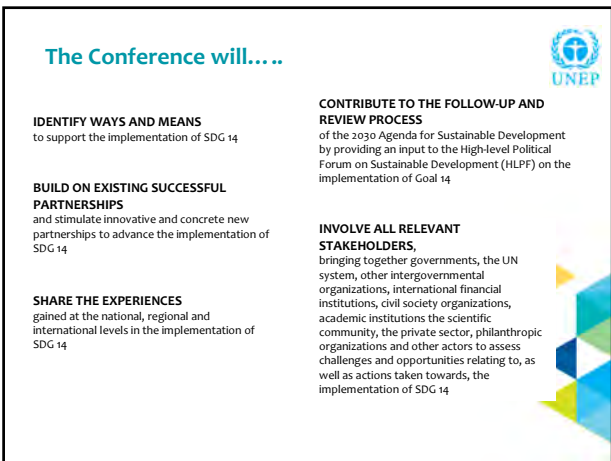 The Conference will…..
UNEP
IDENTIFY WAYS AND MEANS
to support the implementation of SDG 14
BUILD ON EXISTING SUCCESSFUL
PARTNERSHIPS
and stimulate innovative and concrete new
partnerships to advance the implementation of
SDG 14
SHARE THE EXPERIENCES
gained at the national, regional and
international levels in the implementation of
SDG 14
CONTRIBUTE TO THE FOLLOW-UP AND
REVIEW PROCESS
of the 2030 Agenda for Sustainable Development
by providing an input to the High-level Political
Forum on Sustainable Development (HLPF) on the
implementation of Goal 14
INVOLVE ALL RELEVANT
STAKEHOLDERS,
bringing together governments, the UN
system, other intergovernmental
organizations, international financial
institutions, civil society organizations,
academic institutions the scientific
community, the private sector, philanthropic
organizations and other actors to assess
challenges and opportunities relating to, as
well as actions taken towards, the
implementation of SDG 14